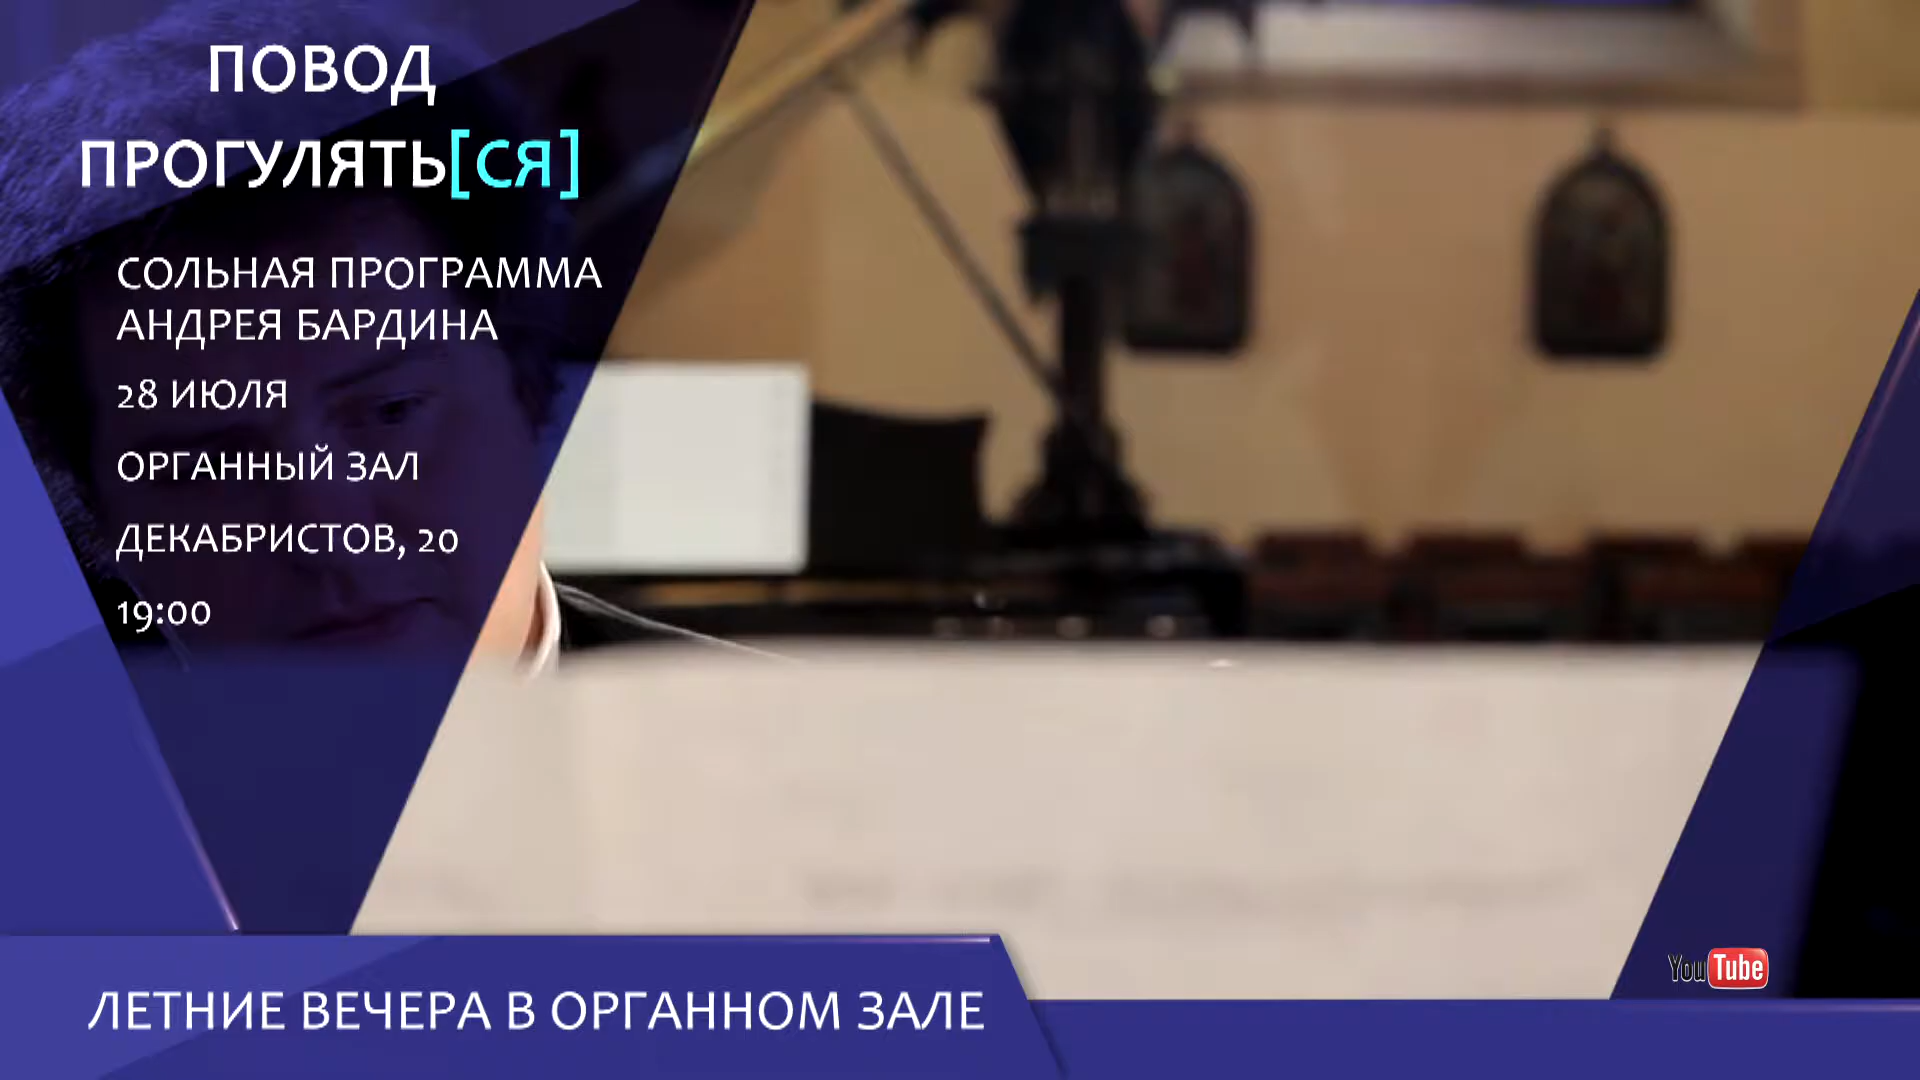 ПОВОД
ПРОГУЛЯТЬ[СЯ]
СОЛЬНАЯ ПРОГРАММА
АНДРЕЯ БАРДИНА
28 ИЮЛЯ
ОРГАННЫЙ ЗАЛ
ДЕКАБРИСТОВ, 20
19:00
YouTube
ЛЕТНИЕ ВЕЧЕРА В ОРГАННОМ ЗАЛЕ